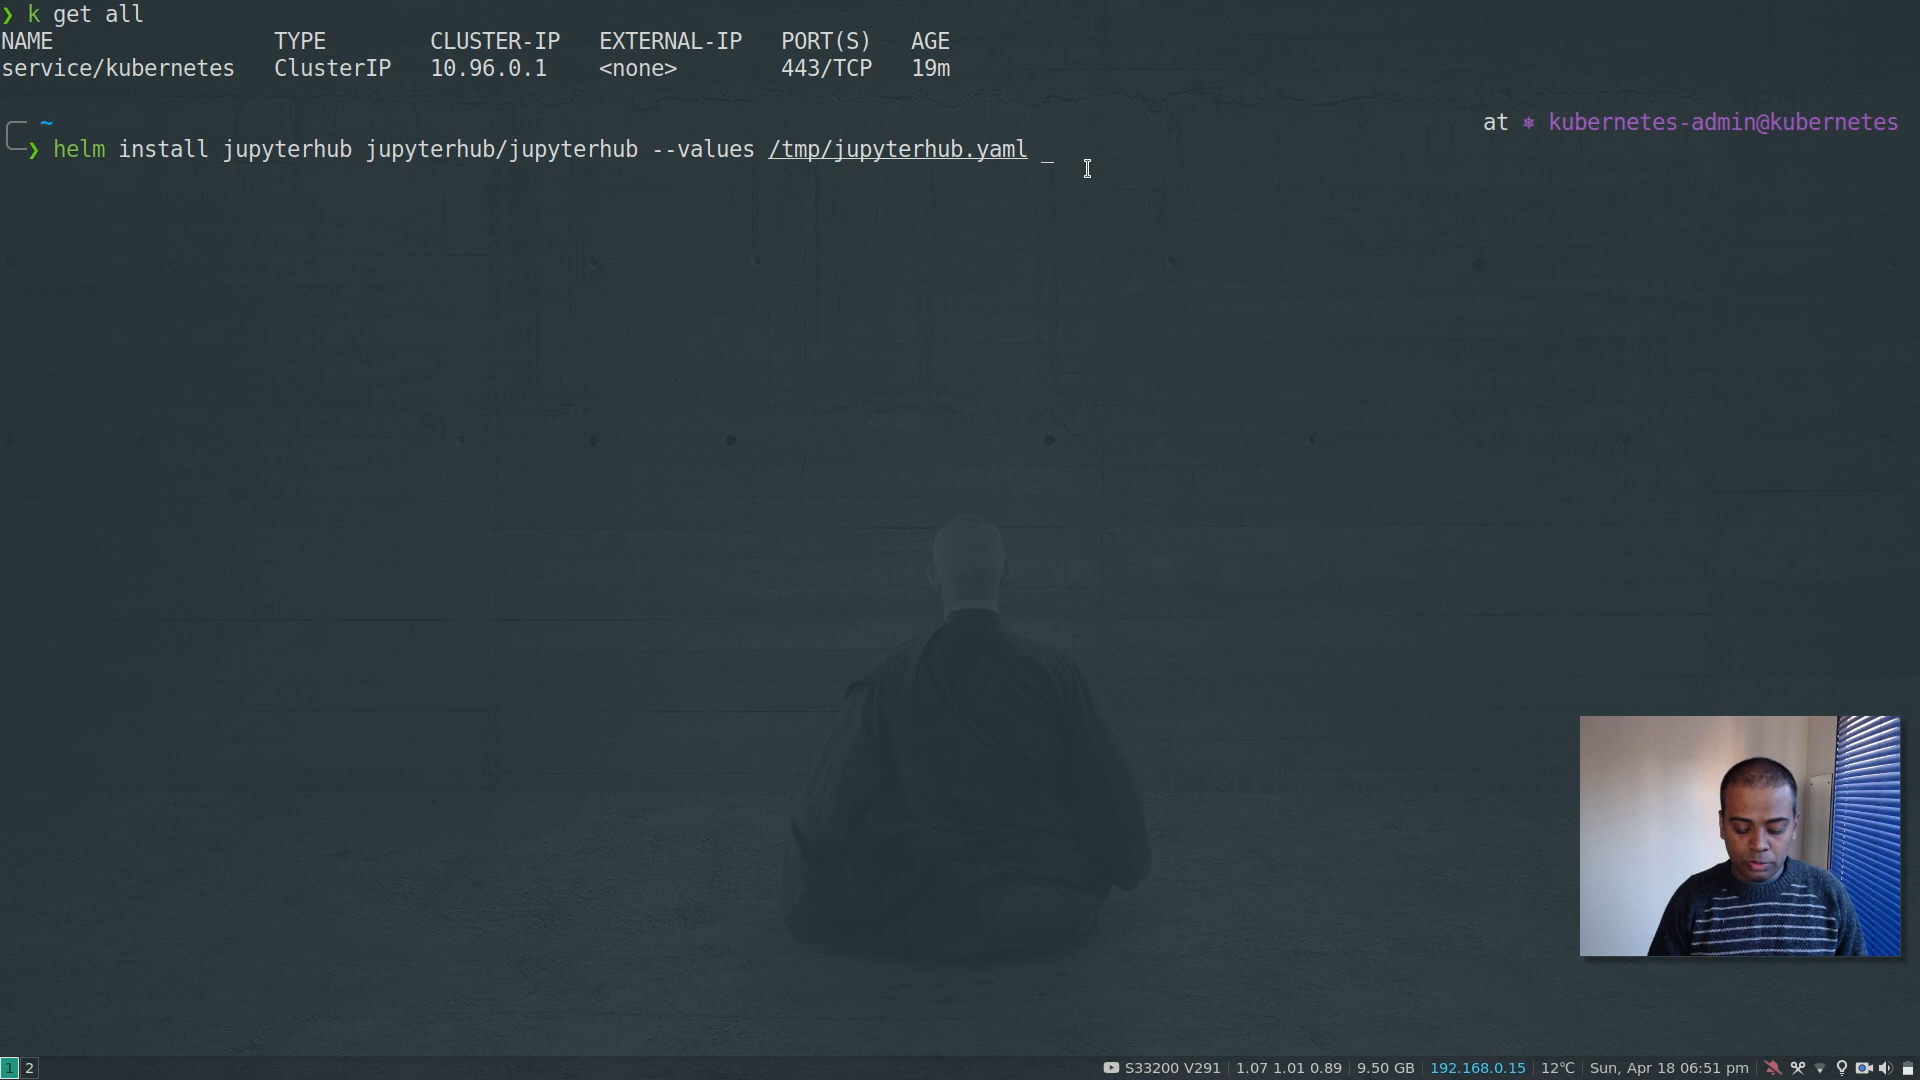 ❯ k get all
NAME TYPE CLUSTER-IP EXTERNAL-IP PORT(S) AGE
service/kubernetes ClusterIP 10.96.0.1 <none> 443/TCP 19m
~ at ⎈ kubernetes-admin@kubernetes
❯ helm install jupyterhub jupyterhub/jupyterhub --values /tmp/jupyterhub.yaml _
1 2 S33200 V291 1.07 1.01 0.89 9.50 GB 192.168.0.15 12℃ Sun, Apr 18 06:51 pm